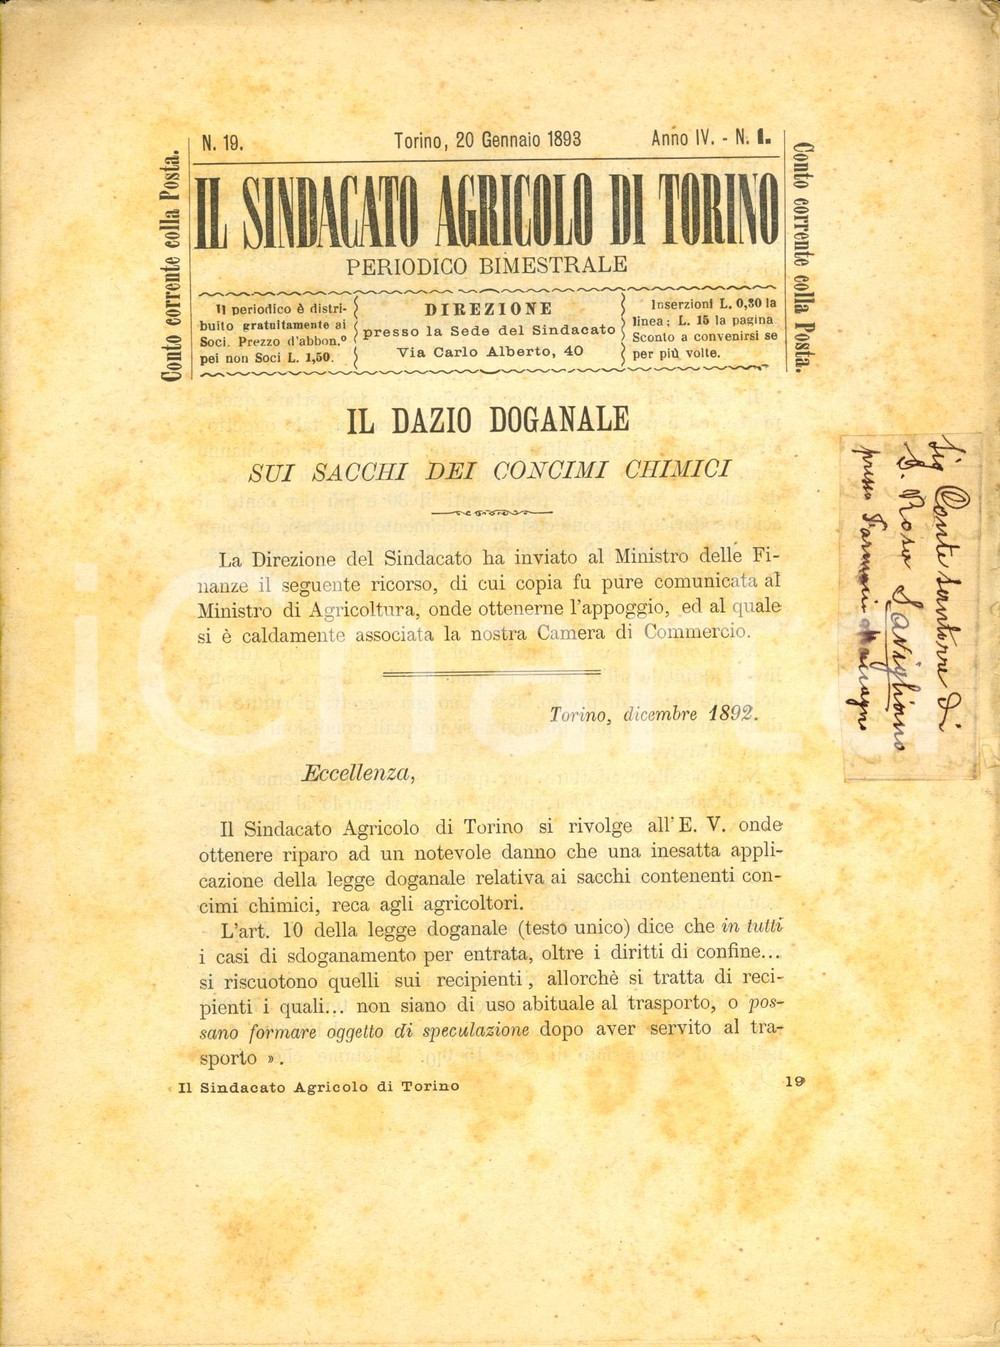 N. 19.
Torino, 20 Gennaio 1893
Anno IV. - N. 1.
Conto corrente colla Posta.
IL SINDACATO AGRICOLO DI TORINO
PERIODICO BIMESTRALE
Conto corrente colla Posta.
Il periodico è distri-
buito gratuitamente ai
Soci. Prezzo d'abbon.º
pei non Soci L. 1,50.
DIREZIONE
presso la Sede del Sindacato
Via Carlo Alberto, 40
Inserzioni L. 0,30 la
linea; L. 15 la pagina
Sconto a convenirsi se
per più volte.
IL DAZIO DOGANALE
SUI SACCHI DEI CONCIMI CHIMICI
La Direzione del Sindacato ha inviato al Ministro delle Fi-
nanze il seguente ricorso, di cui copia fu pure comunicata al
Ministro di Agricoltura, onde ottenerne l'appoggio, ed al quale
si è caldamente associata la nostra Camera di Commercio.
Torino, dicembre 1892.
Eccellenza,
Il Sindacato Agricolo di Torino si rivolge all'E. V. onde
ottenere riparo ad un notevole danno che una inesatta appli-
cazione della legge doganale relativa ai sacchi contenenti con-
cimi chimici, reca agli agricoltori.
L'art. 10 della legge doganale (testo unico) dice che in tutti
i casi di sdoganamento per entrata, oltre i diritti di confine...
si riscuotono quelli sui recipienti, allorchè si tratta di reci-
pienti i quali... non siano di uso abituale al trasporto, o pos-
sano formare oggetto di speculazione dopo aver servito al tra-
sporto ».
Il Sindacato Agricolo di Torino
19
Sig Conte Santorre di
S. Rosa Savigliano
presso Farmacia